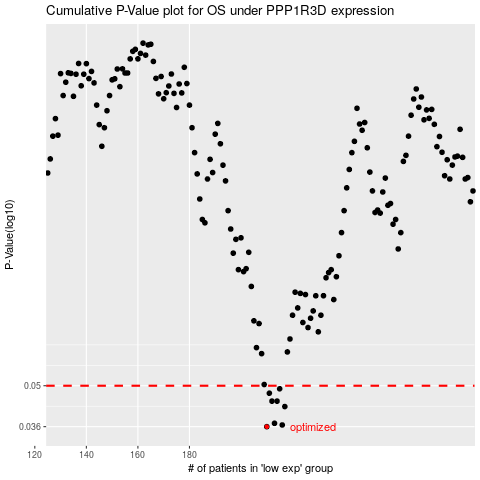 Cumulative P-Value plot for OS under PPP1R3D expression
P-Value(log10)
0.05
0.036
optimized
120 140 160 180
# of patients in 'low exp' group